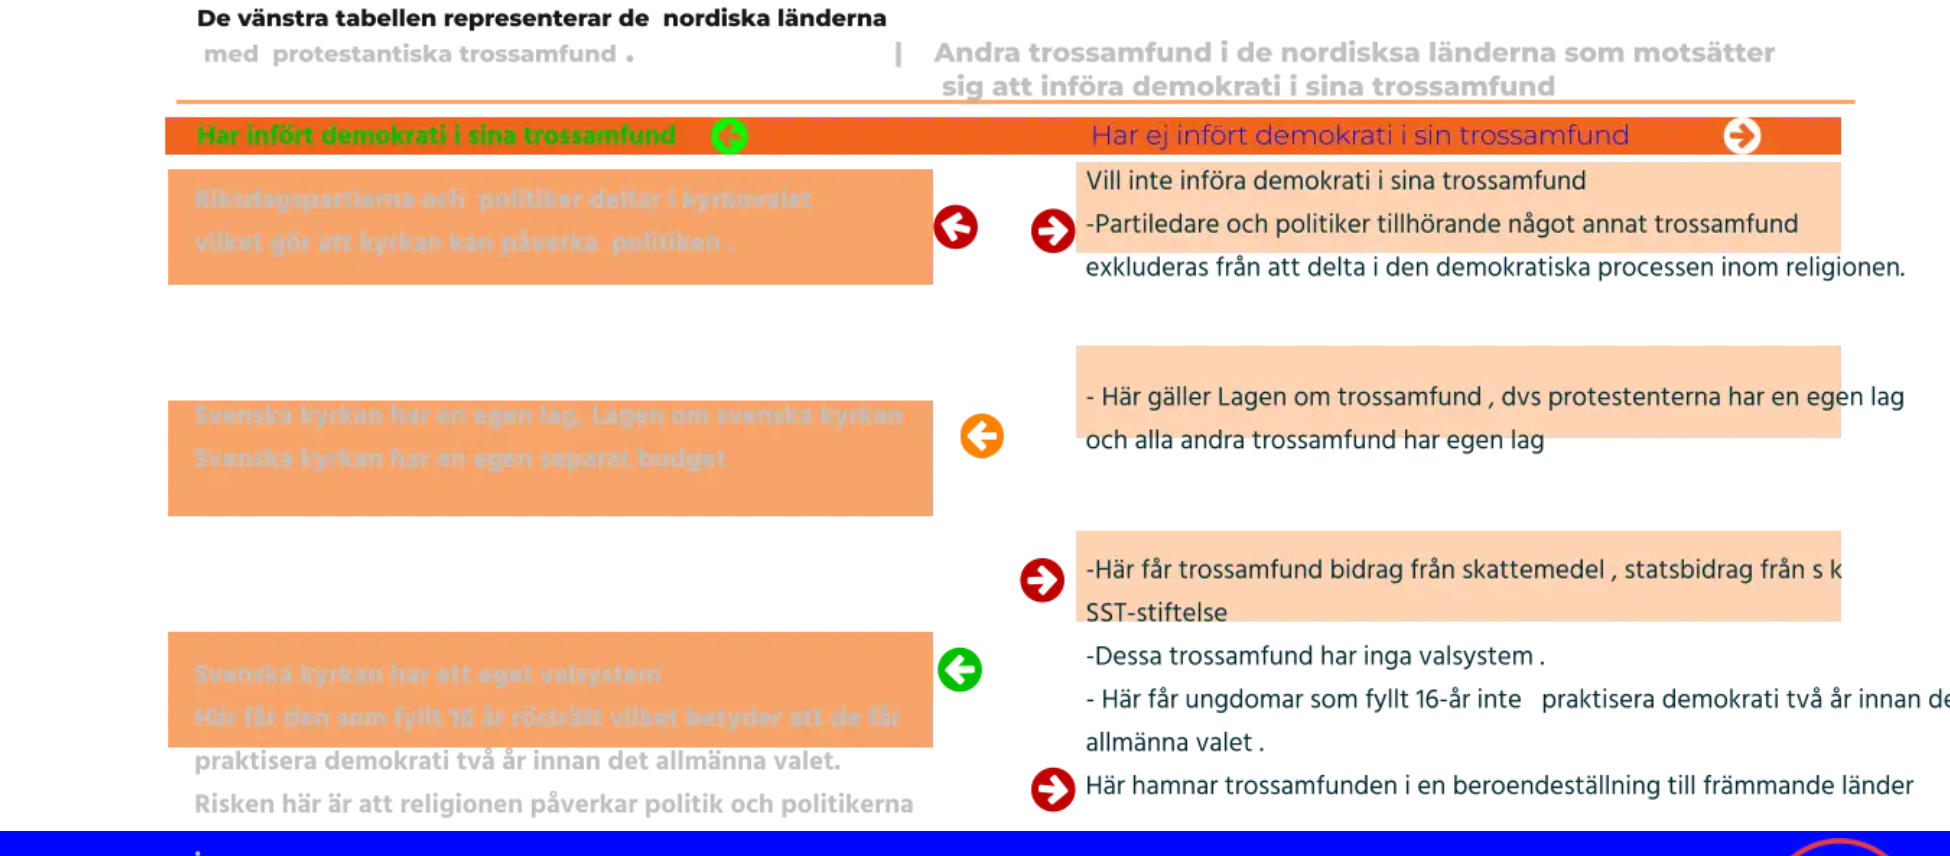 De vänstra tabellen representerar de  nordiska länderna
med  protestantiska trossamfund .
|    Andra trossamfund i de nordisksa länderna som motsätter
sig att införa demokrati i sina trossamfund
Har infört demokrati i sina trossamfund
Har ej infört demokrati i sin trossamfund
Riksdagspartierna och  politiker deltar i kyrkovalet
vilket gör att kyrkan kan påverka  politiken .
Vill inte införa demokrati i sina trossamfund
-Partiledare och politiker tillhörande något annat trossamfund
exkluderas från att delta i den demokratiska processen inom religionen.
Svenska kyrkan har en egen lag, Lagen om svenska kyrkan
Svenska kyrkan har en egen separat budget
- Här gäller Lagen om trossamfund , dvs protestenterna har en egen lag
och alla andra trossamfund har egen lag
Svenska kyrkan har ett eget valsystem
Här får den som fyllt 16 år rösträtt vilket betyder att de får
praktisera demokrati två år innan det allmänna valet.
Risken här är att religionen påverkar politik och politikerna
-Här får trossamfund bidrag från skattemedel , statsbidrag från s k
SST-stiftelse
-Dessa trossamfund har inga valsystem .
- Här får ungdomar som fyllt 16-år inte   praktisera demokrati två år innan de
allmänna valet .
Här hamnar trossamfunden i en beroendeställning till främmande länder